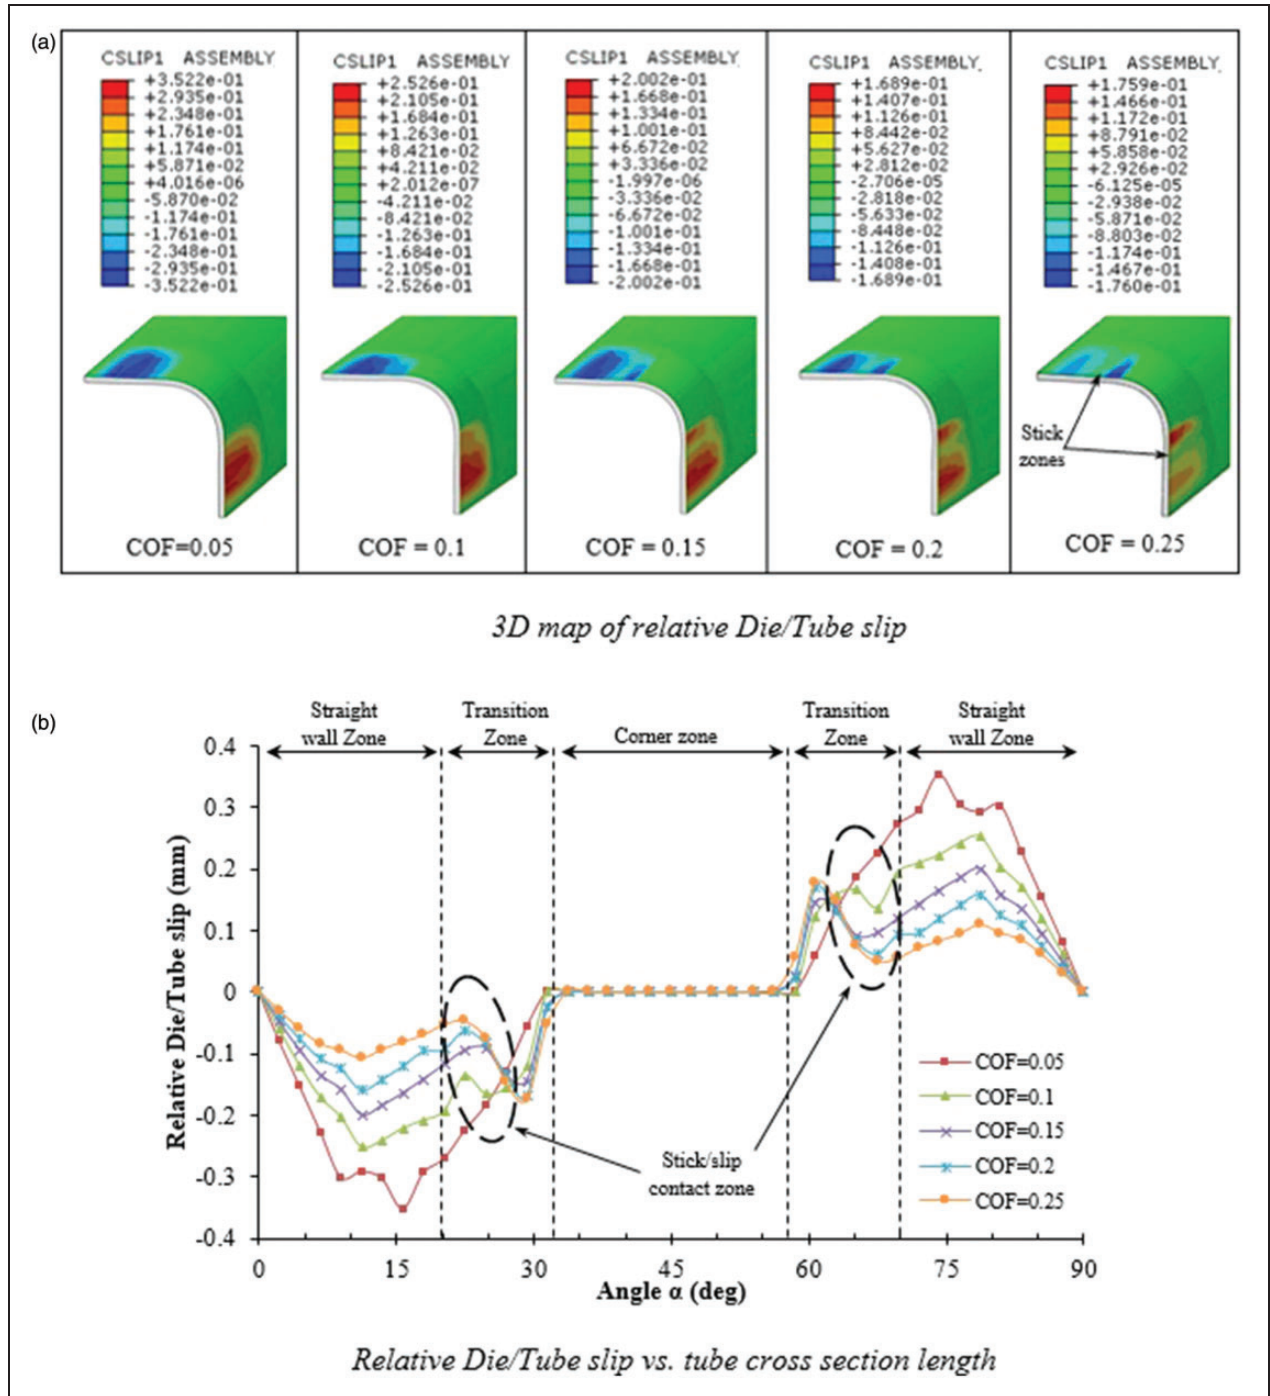 (a)
CSLIP1 ASSEMBLY
+3.522e-01
+2.935e-01
+2.348e-01
+1.761e-01
+1.174e-01
+5.871e-02
+4.016e-06
-5.870e-02
-1.174e-01
-1.761e-01
-2.348e-01
-2.935e-01
-3.522e-01
COF=0.05
CSLIP1 ASSEMBLY
+2.526e-01
+2.105e-01
+1.684e-01
+1.263e-01
+8.421e-02
+4.211e-02
+2.012e-07
-4.211e-02
-8.421e-02
-1.263e-01
-1.684e-01
-2.105e-01
-2.526e-01
COF = 0.1
CSLIP1 ASSEMBLY
+2.002e-01
+1.668e-01
+1.334e-01
+1.001e-01
+6.672e-02
+3.336e-02
-1.997e-06
-3.336e-02
-6.672e-02
-1.001e-01
-1.334e-01
-1.668e-01
-2.002e-01
COF = 0.15
CSLIP1 ASSEMBLY
+1.689e-01
+1.407e-01
+1.126e-01
+8.442e-02
+5.627e-02
+2.812e-02
-2.706e-05
-2.818e-02
-5.633e-02
-8.448e-02
-1.126e-01
-1.408e-01
-1.689e-01
COF = 0.2
CSLIP1 ASSEMBLY
+1.759e-01
+1.466e-01
+1.172e-01
+8.791e-02
+5.858e-02
+2.926e-02
-6.125e-05
-2.938e-02
-5.871e-02
-8.803e-02
-1.174e-01
-1.467e-01
-1.760e-01
Stick
zones
COF = 0.25
3D map of relative Die/Tube slip
(b)
Straight
wall Zone
Transition
Zone
Corner zone
Transition
Zone
Straight
wall Zone
Relative Die/Tube slip (mm)
0.4
0.3
0.2
0.1
0
-0.1
-0.2
-0.3
-0.4
Stick/slip
contact zone
COF=0.05
COF=0.1
COF=0.15
COF=0.2
COF=0.25
0 15 30 45 60 75 90
Angle α (deg)
Relative Die/Tube slip vs. tube cross section length